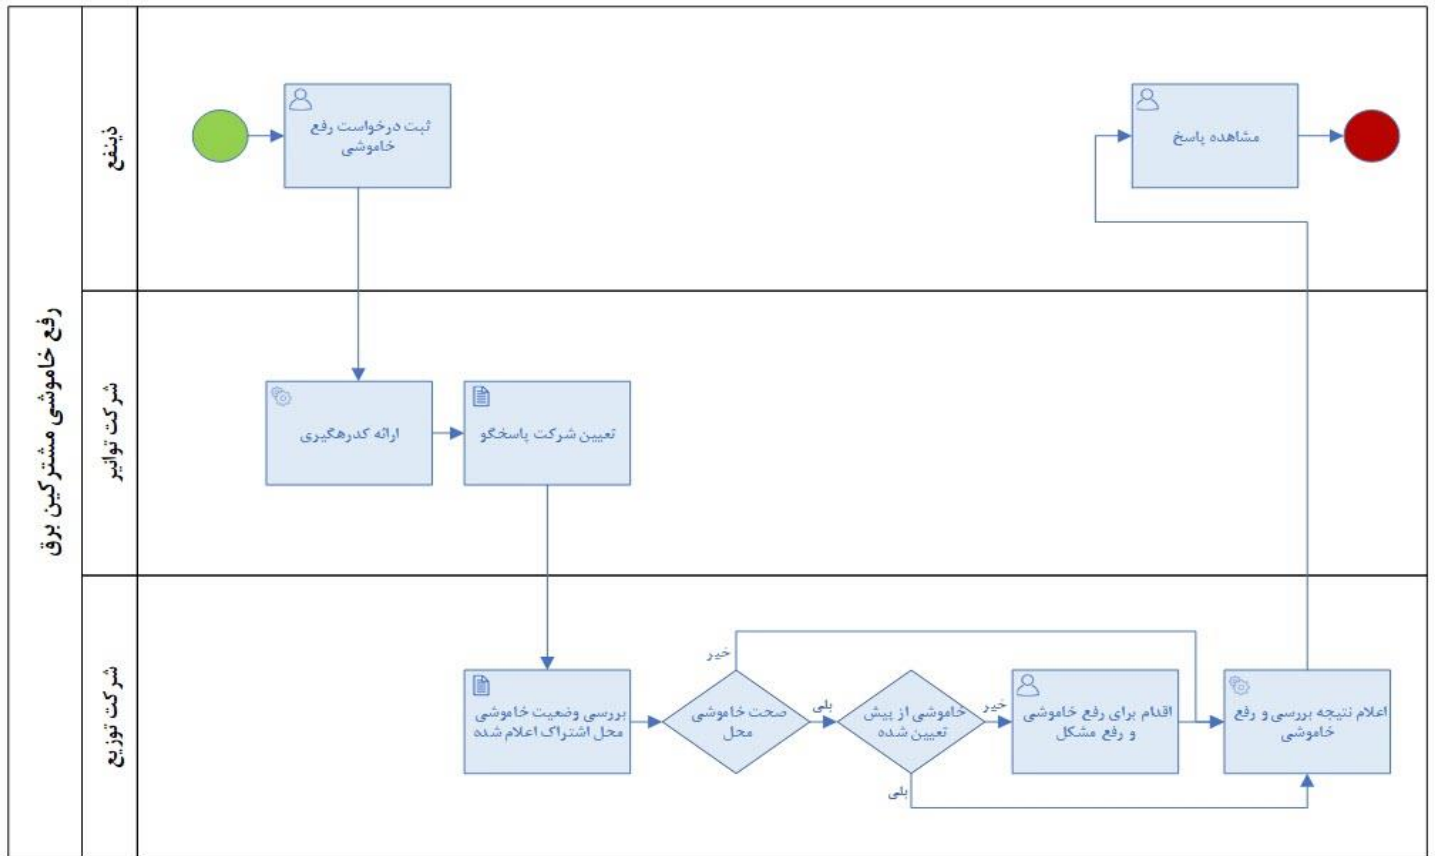 رفع خاموشی مشترکین برق
ذینفع
ثبت درخواست رفع
خاموشی
مشاهده پاسخ
شرکت توانیر
ارائه کدرهگیری
تعیین شرکت پاسخگو
شرکت توزیع
بررسی وضعیت خاموشی
محل اشتراک اعلام شده
صحت خاموشی
محل
خیر
بلی
خاموشی از پیش
تعیین شده
خیر
بلی
اقدام برای رفع خاموشی
و رفع مشکل
اعلام نتیجه بررسی و رفع
خاموشی